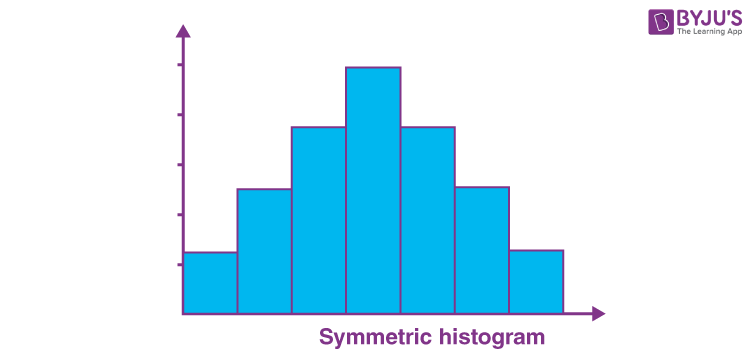 BYJU'S
The Learning App
Symmetric histogram